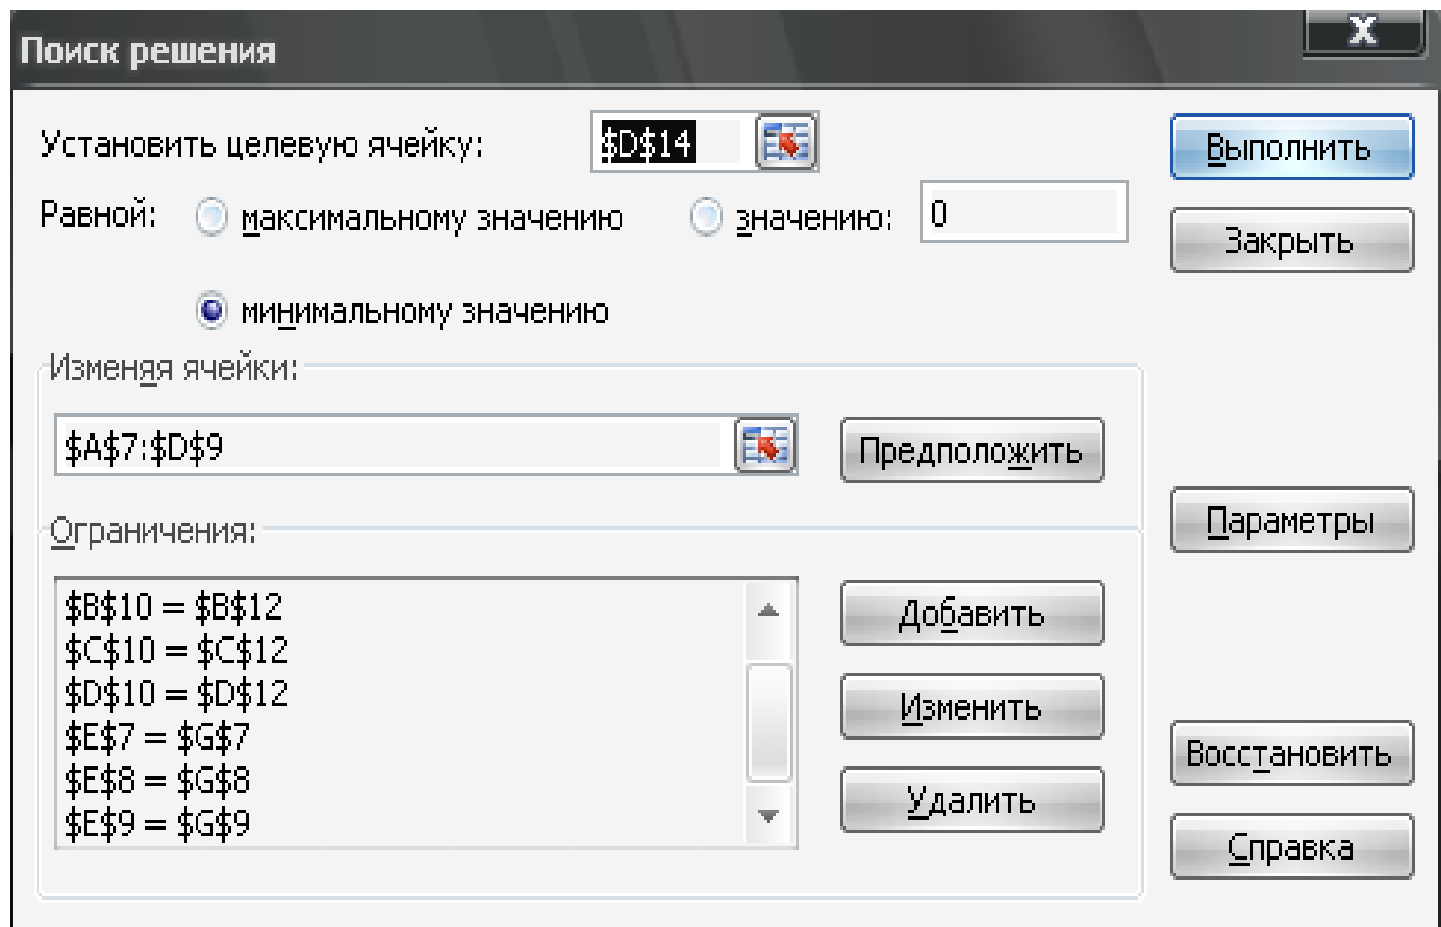 Поиск решения
X
Установить целевую ячейку: $D$14
Выполнить
Равной: максимальному значению значению: 0
Закрыть
минимальному значению
Изменяя ячейки:
$A$7:$D$9
Предположить
Параметры
Ограничения:
$B$10 = $B$12
$C$10 = $C$12
$D$10 = $D$12
$E$7 = $G$7
$E$8 = $G$8
$E$9 = $G$9
Добавить
Изменить
Удалить
Восстановить
Справка